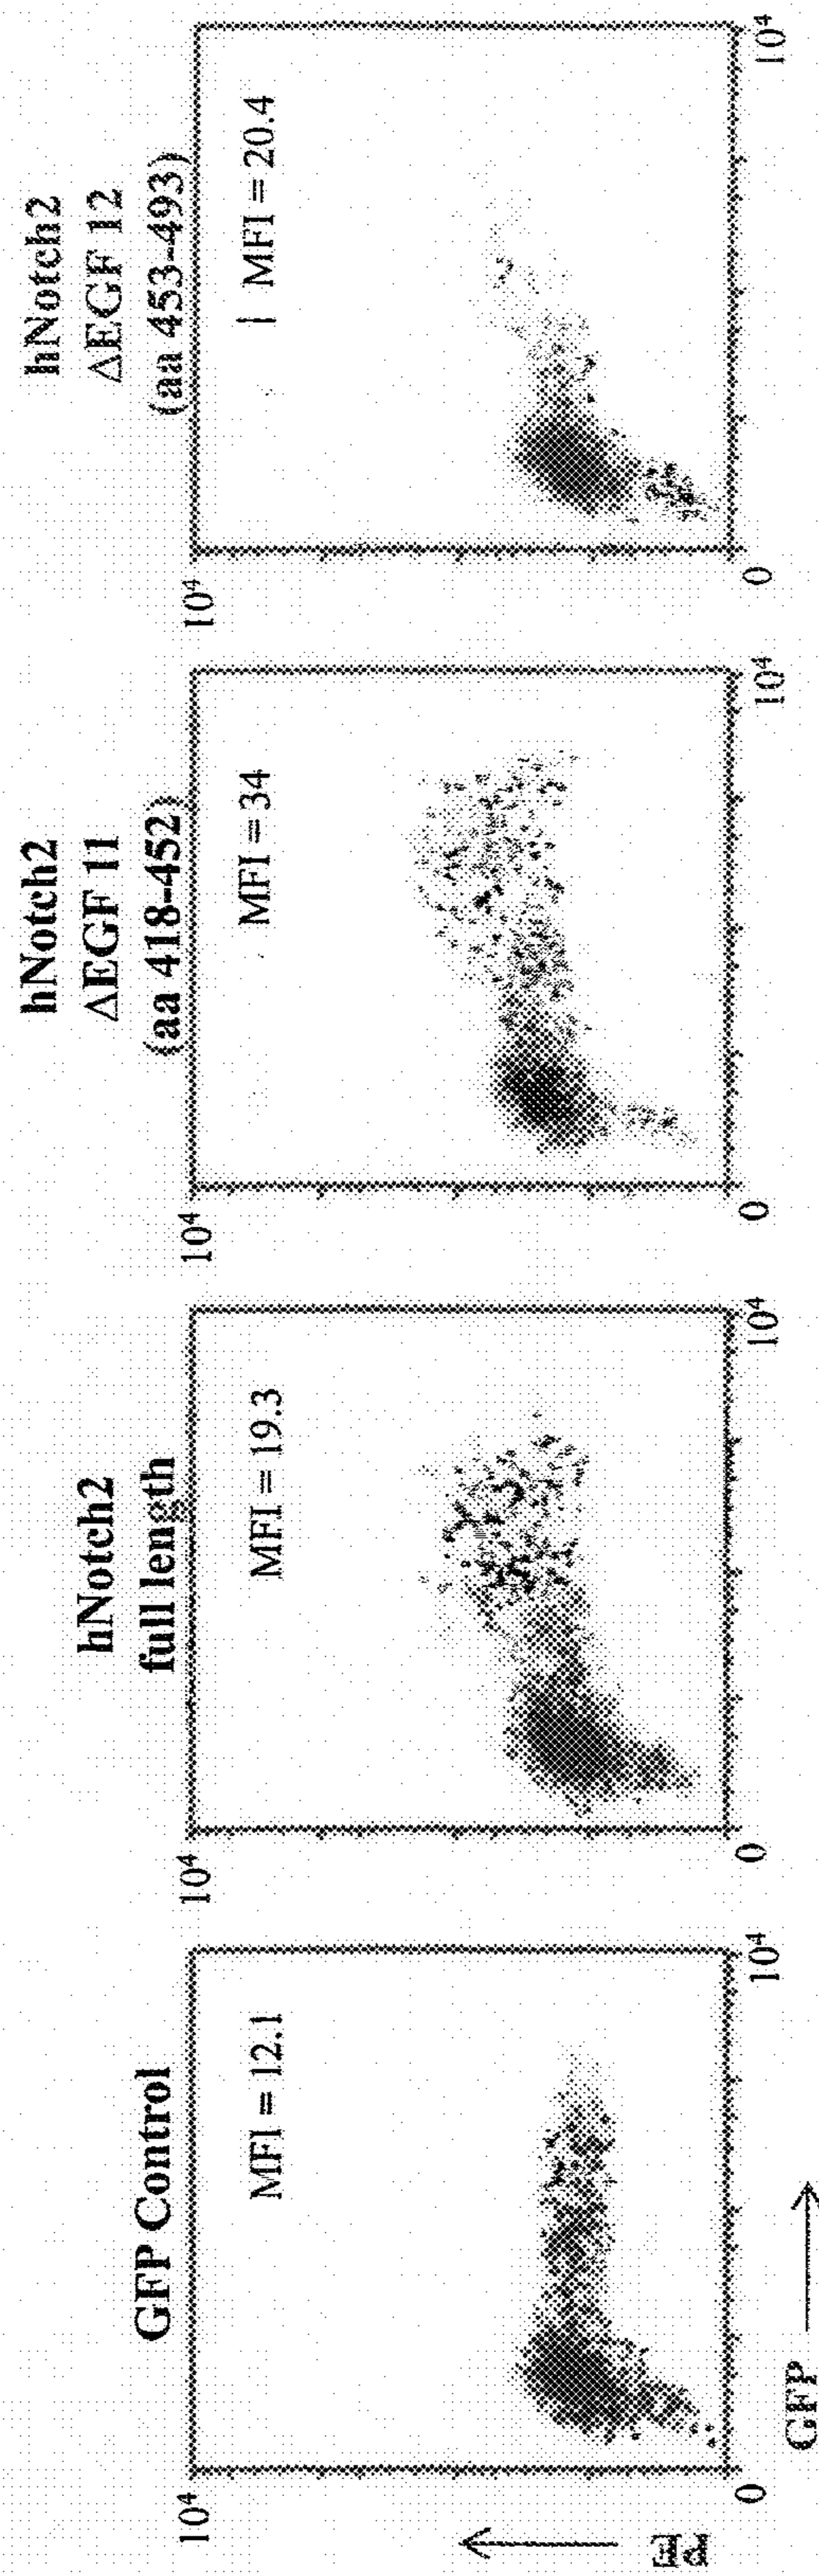 GFP Control
MFI = 12.1
10⁴
0
10⁴
hNotch2
full length
MFI = 19.3
10⁴
0
10⁴
hNotch2
ΔEGF 11
(aa 418-452)
MFI = 34
10⁴
0
10⁴
hNotch2
ΔEGF 12
(aa 453-493)
MFI = 20.4
10⁴
0
10⁴
PE
GFP